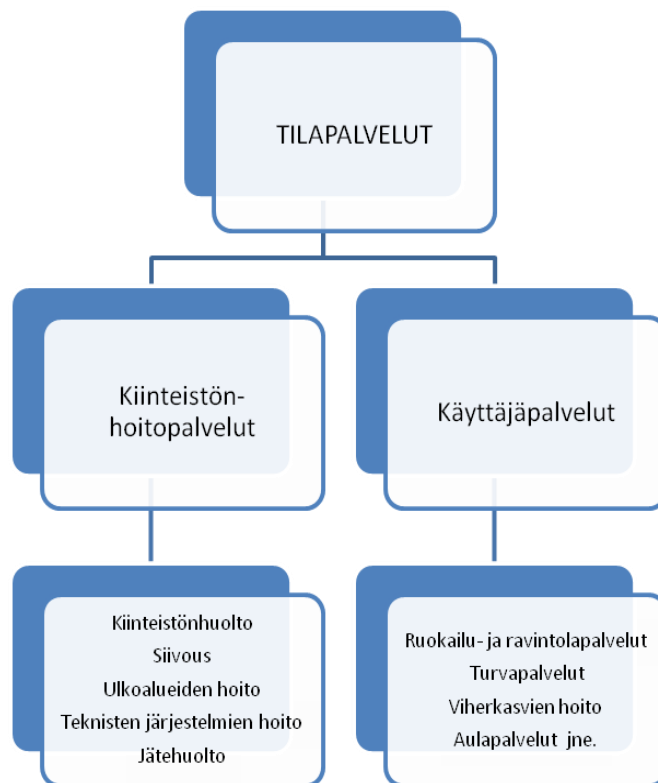 TILAPALVELUT
Kiinteistön-
hoitopalvelut
Käyttäjäpalvelut
Kiinteistönhuolto
Siivous
Ulkoalueiden hoito
Teknisten järjestelmien hoito
Jätehuolto
Ruokailu- ja ravintolapalvelut
Turvapalvelut
Viherkasvien hoito
Aulapalvelut jne.